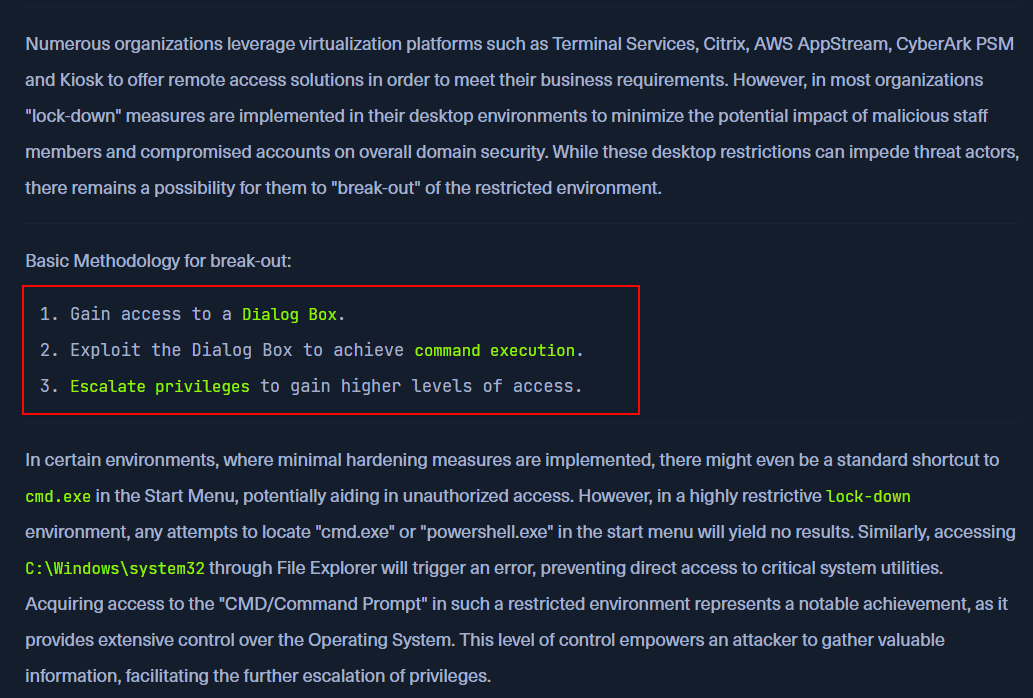 Numerous organizations leverage virtualization platforms such as Terminal Services, Citrix, AWS AppStream, CyberArk PSM
and Kiosk to offer remote access solutions in order to meet their business requirements. However, in most organizations
"lock-down" measures are implemented in their desktop environments to minimize the potential impact of malicious staff
members and compromised accounts on overall domain security. While these desktop restrictions can impede threat actors,
there remains a possibility for them to "break-out" of the restricted environment.
Basic Methodology for break-out:
1. Gain access to a Dialog Box.
2. Exploit the Dialog Box to achieve command execution.
3. Escalate privileges to gain higher levels of access.
In certain environments, where minimal hardening measures are implemented, there might even be a standard shortcut to
cmd.exe in the Start Menu, potentially aiding in unauthorized access. However, in a highly restrictive lock-down
environment, any attempts to locate "cmd.exe" or "powershell.exe" in the start menu will yield no results. Similarly, accessing
C:\Windows\system32 through File Explorer will trigger an error, preventing direct access to critical system utilities.
Acquiring access to the "CMD/Command Prompt" in such a restricted environment represents a notable achievement, as it
provides extensive control over the Operating System. This level of control empowers an attacker to gather valuable
information, facilitating the further escalation of privileges.